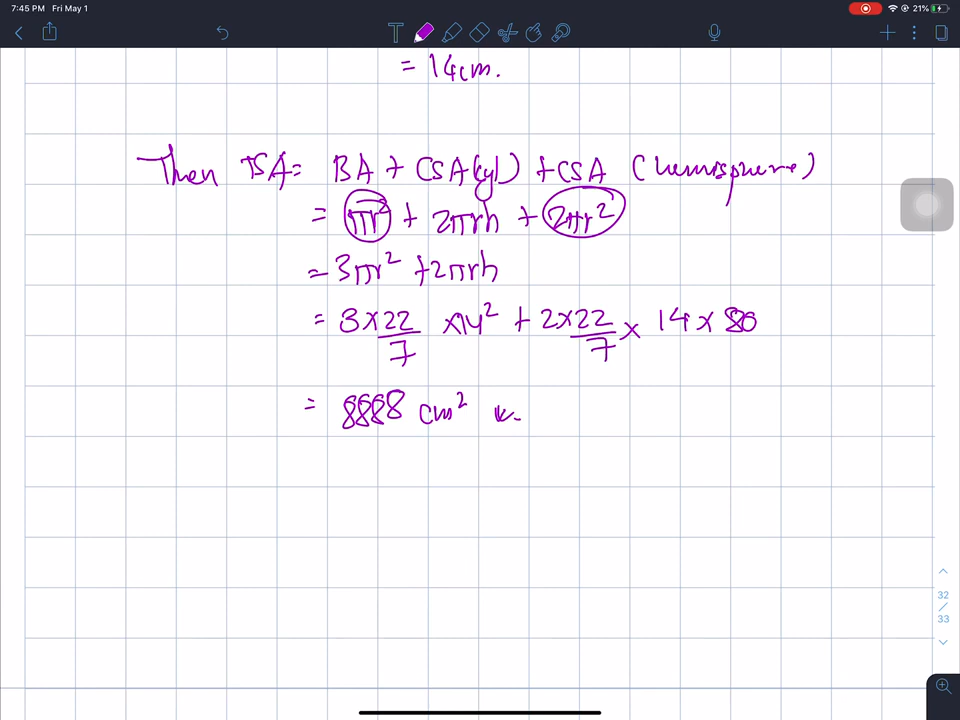 7:45 PM Fri May 1
21%
= 14cm.
Then TSA = BA + CSA(cyl) + CSA (hemisphere)
= πr² + 2πrh + 2πr²
= 3πr² + 2πrh
= 3 × 22/7 × 14² + 2 × 22/7 × 14 × 80
= 8888 cm²
32
/
33